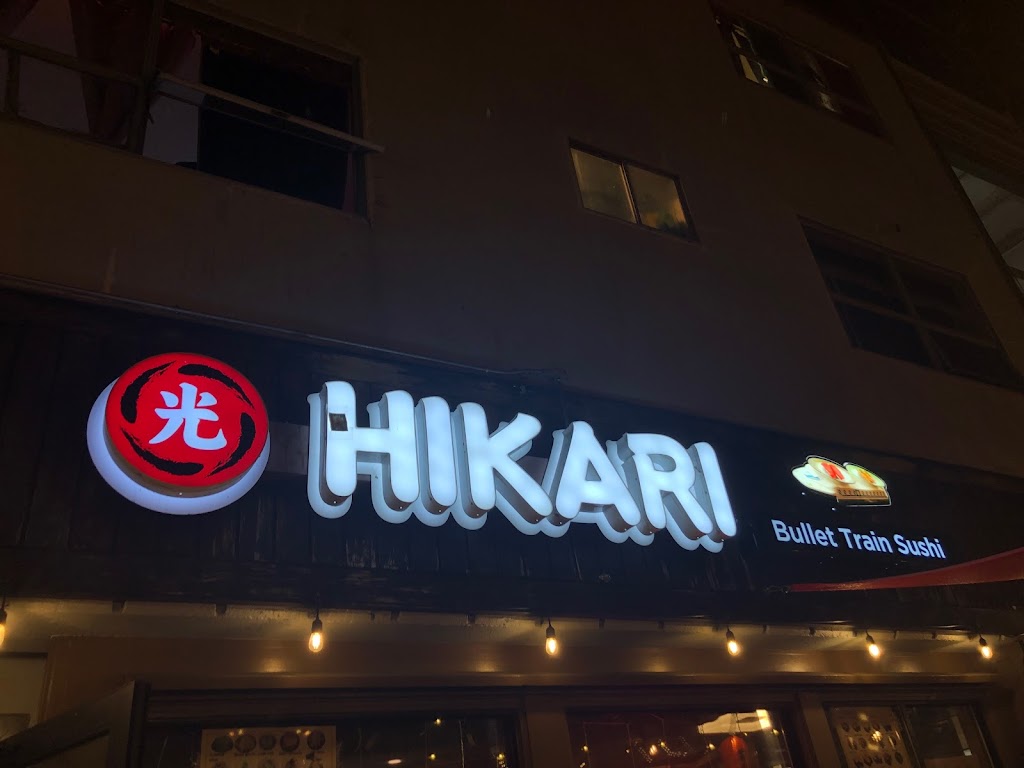 光
HIKARI
Bullet Train Sushi